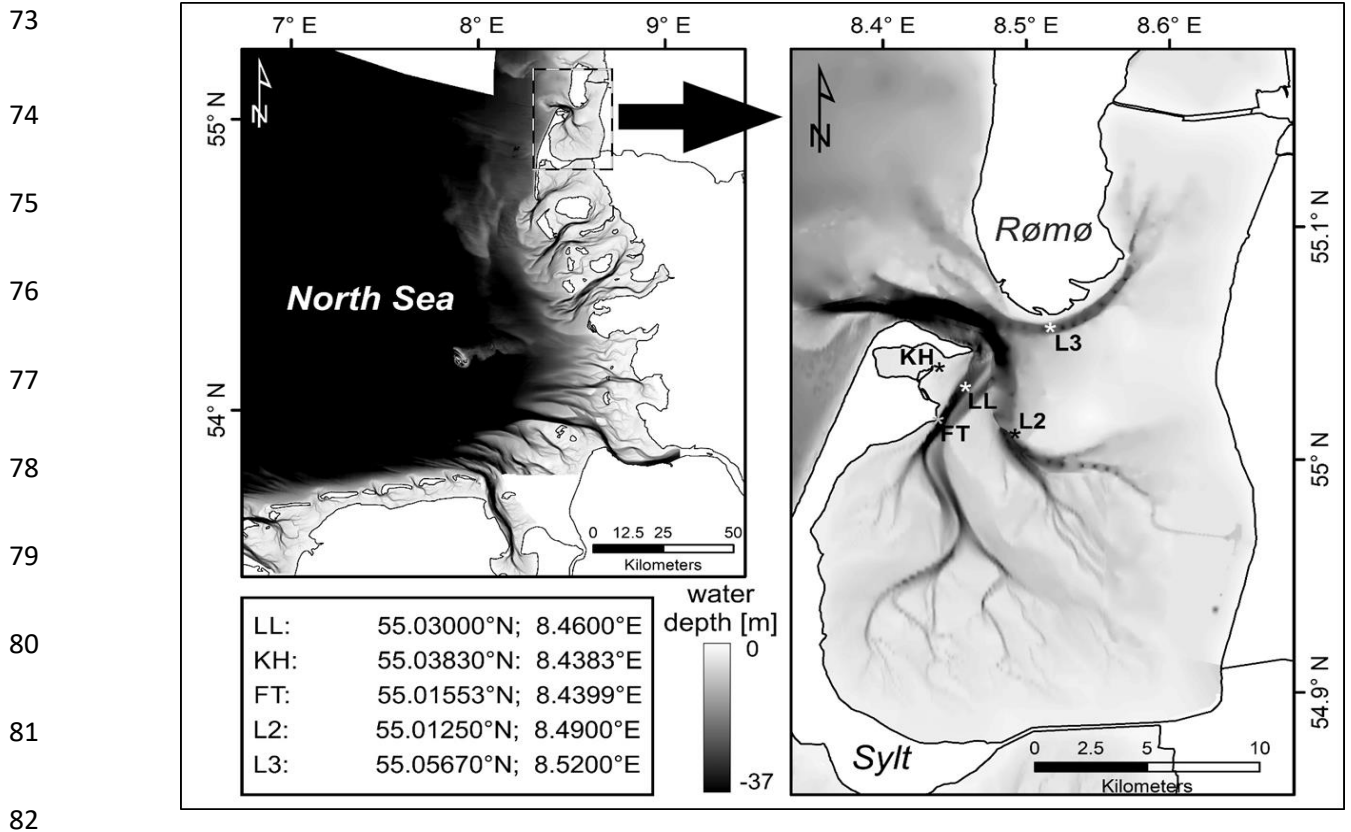 73
74
75
76
77
78
79
80
81
82
7° E 8° E 9° E
55° N
54° N
N
North Sea
0 12.5 25 50
Kilometers
water
depth [m]
0
-37
LL: 55.03000°N; 8.4600°E
KH: 55.03830°N: 8.4383°E
FT: 55.01553°N; 8.4399°E
L2: 55.01250°N; 8.4900°E
L3: 55.05670°N; 8.5200°E
8.4° E 8.5° E 8.6° E
55.1° N
55° N
54.9° N
N
Rømø
L3
KH
LL
L2
FT
Sylt
0 2.5 5 10
Kilometers